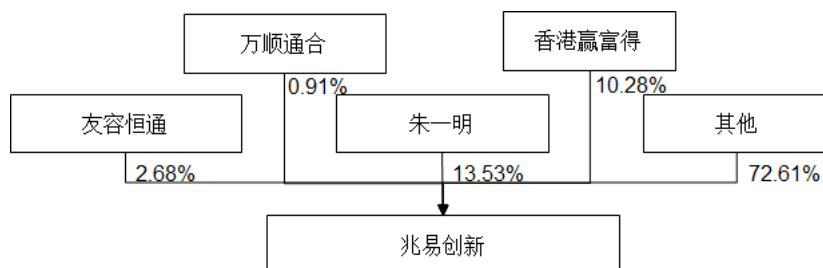 万顺通合
香港赢富得
0.91%
10.28%
友容恒通
朱一明
其他
2.68%
13.53%
72.61%
兆易创新